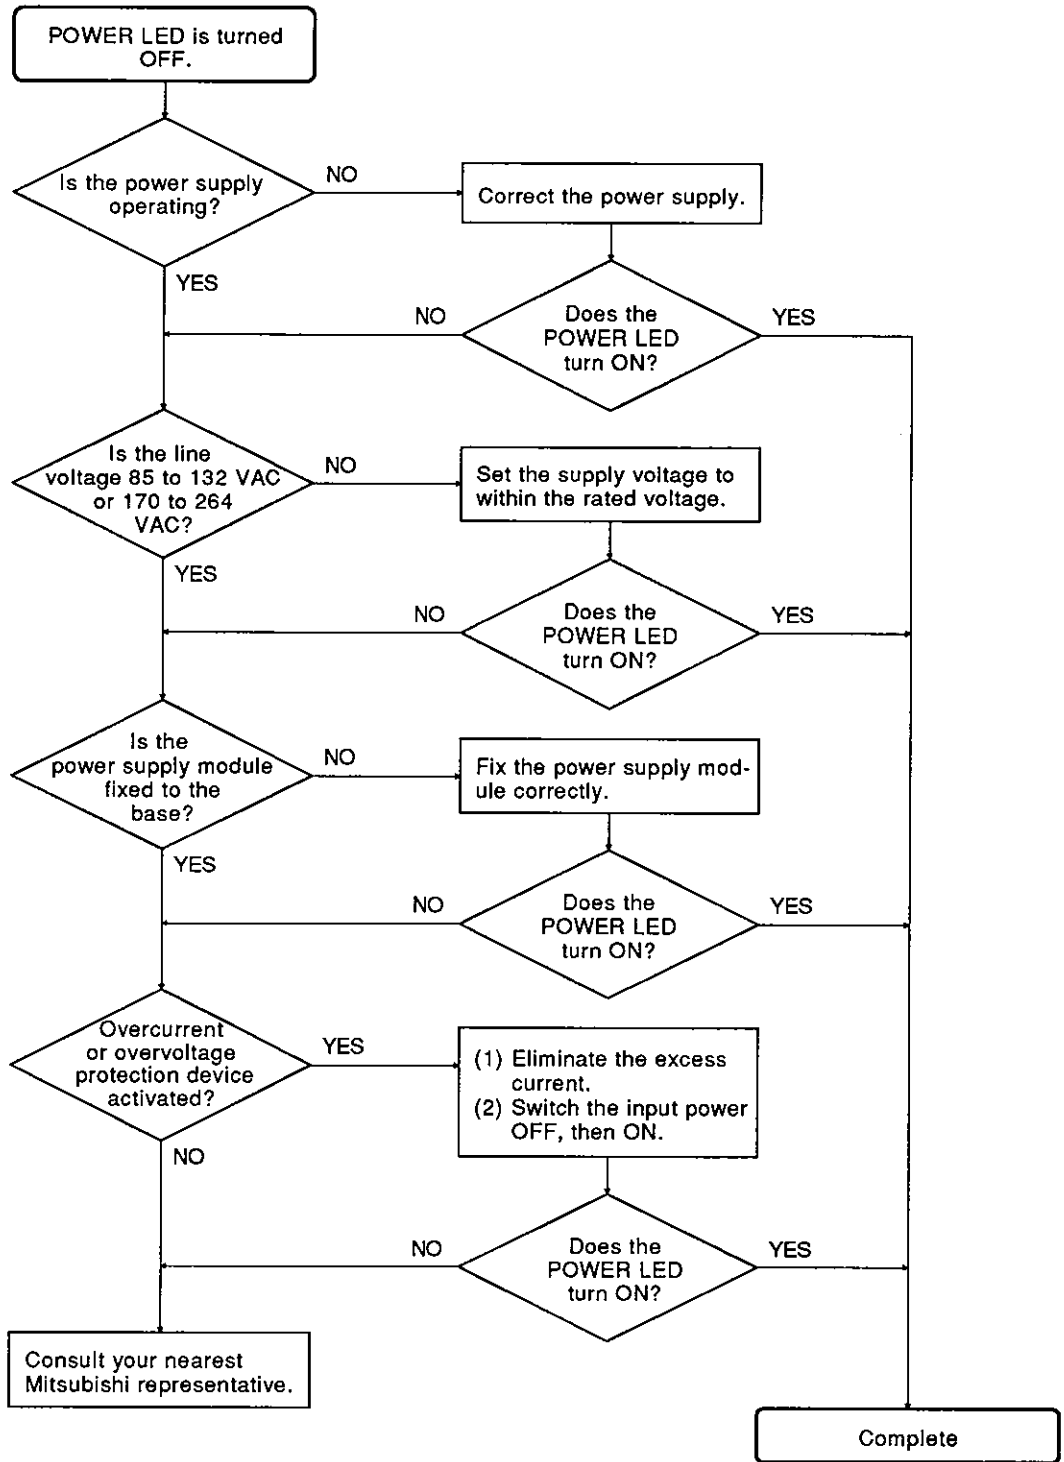 POWER LED is turned
OFF.
Is the power supply
operating?
NO
Correct the power supply.
YES
Does the
POWER LED
turn ON?
NO
YES
Is the line
voltage 85 to 132 VAC
or 170 to 264
VAC?
NO
Set the supply voltage to
within the rated voltage.
YES
Does the
POWER LED
turn ON?
NO
YES
Is the
power supply module
fixed to the
base?
NO
Fix the power supply mod-
ule correctly.
YES
Does the
POWER LED
turn ON?
NO
YES
Overcurrent
or overvoltage
protection device
activated?
YES
(1) Eliminate the excess
current.
(2) Switch the input power
OFF, then ON.
NO
Does the
POWER LED
turn ON?
NO
YES
Consult your nearest
Mitsubishi representative.
Complete